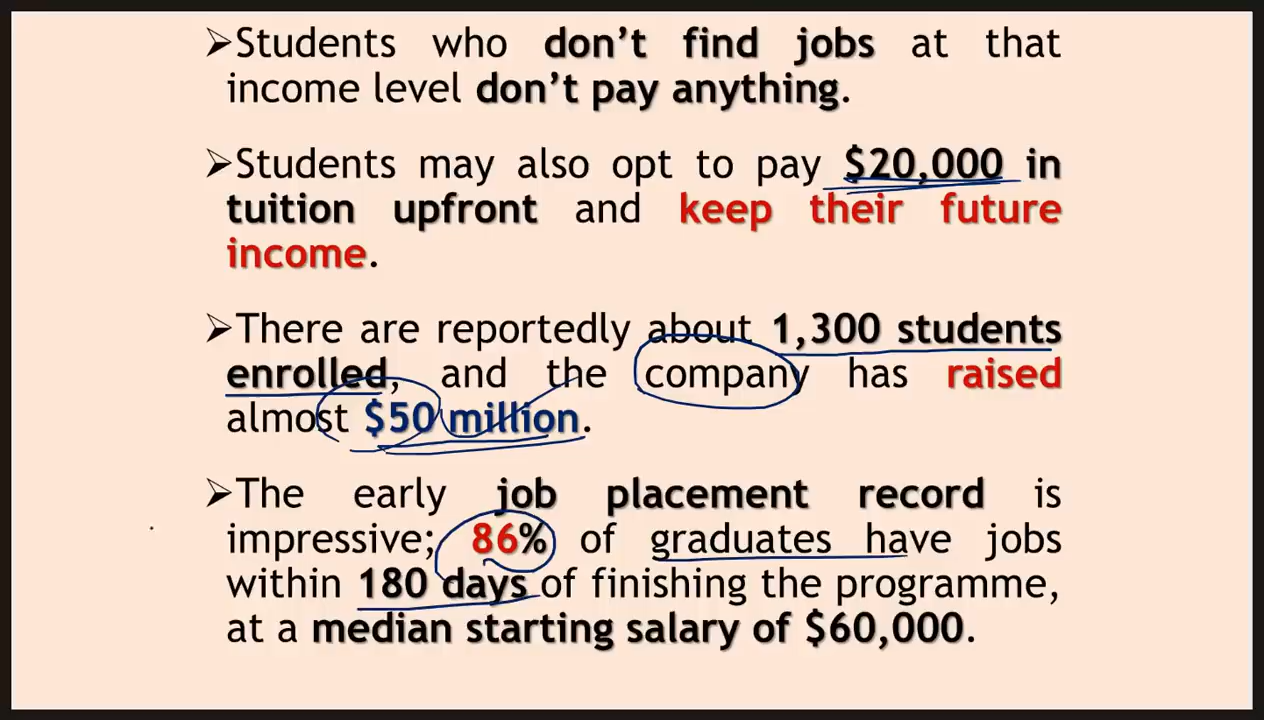 ➢Students who don’t find jobs at that
income level don’t pay anything.
➢Students may also opt to pay $20,000 in
tuition upfront and keep their future
income.
➢There are reportedly about 1,300 students
enrolled, and the company has raised
almost $50 million.
➢The early job placement record is
impressive; 86% of graduates have jobs
within 180 days of finishing the programme,
at a median starting salary of $60,000.